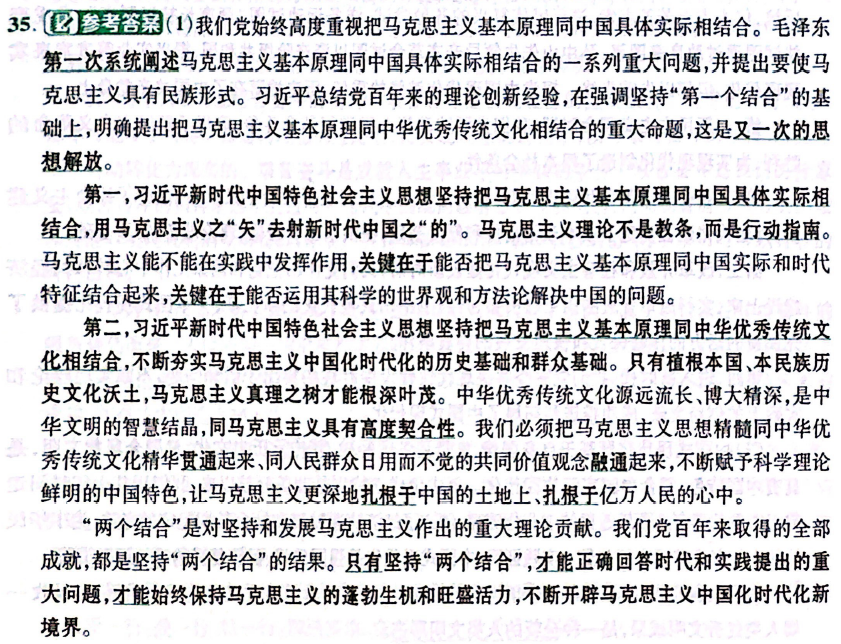 35. 参考答案 (1)我们党始终高度重视把马克思主义基本原理同中国具体实际相结合。毛泽东
第一次系统阐述马克思主义基本原理同中国具体实际相结合的一系列重大问题,并提出要使马
克思主义具有民族形式。习近平总结党百年来的理论创新经验,在强调坚持“第一个结合”的基
础上,明确提出把马克思主义基本原理同中华优秀传统文化相结合的重大命题,这是又一次的思
想解放。
第一,习近平新时代中国特色社会主义思想坚持把马克思主义基本原理同中国具体实际相
结合,用马克思主义之“矢”去射新时代中国之“的”。马克思主义理论不是教条,而是行动指南。
马克思主义能不能在实践中发挥作用,关键在于能否把马克思主义基本原理同中国实际和时代
特征结合起来,关键在于能否运用其科学的世界观和方法论解决中国的问题。
第二,习近平新时代中国特色社会主义思想坚持把马克思主义基本原理同中华优秀传统文
化相结合,不断夯实马克思主义中国化时代化的历史基础和群众基础。只有植根本国、本民族历
史文化沃土,马克思主义真理之树才能根深叶茂。中华优秀传统文化源远流长、博大精深,是中
华文明的智慧结晶,同马克思主义具有高度契合性。我们必须把马克思主义思想精髓同中华优
秀传统文化精华贯通起来、同人民群众日用而不觉的共同价值观念融通起来,不断赋予科学理论
鲜明的中国特色,让马克思主义更深地扎根于中国的土地上、扎根于亿万人民的心中。
“两个结合”是对坚持和发展马克思主义作出的重大理论贡献。我们党百年来取得的全部
成就,都是坚持“两个结合”的结果。只有坚持“两个结合”,才能正确回答时代和实践提出的重
大问题,才能始终保持马克思主义的蓬勃生机和旺盛活力,不断开辟马克思主义中国化时代化新
境界。